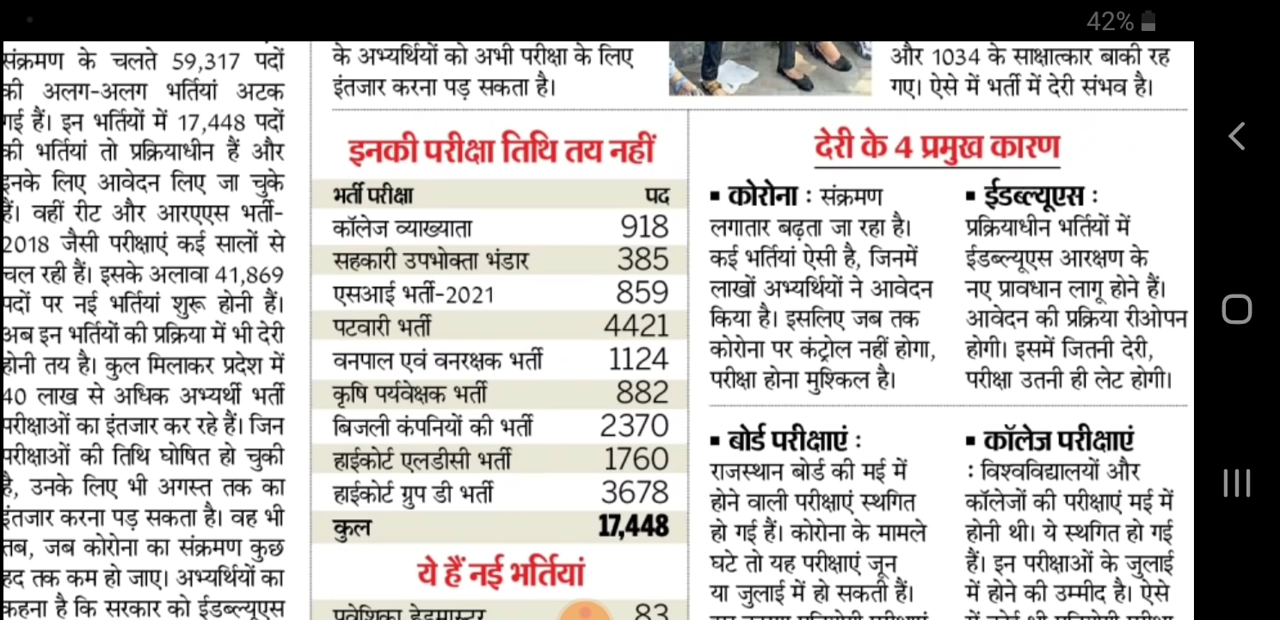 42%
संक्रमण के चलते 59,317 पदों
की अलग-अलग भर्तियां अटक
गई हैं। इन भर्तियों में 17,448 पदों
की भर्तियां तो प्रक्रियाधीन हैं और
इनके लिए आवेदन लिए जा चुके
हैं। वहीं रीट और आरएएस भर्ती-
2018 जैसी परीक्षाएं कई सालों से
चल रही हैं। इसके अलावा 41,869
पदों पर नई भर्तियां शुरू होनी हैं।
अब इन भर्तियों की प्रक्रिया में भी देरी
होनी तय है। कुल मिलाकर प्रदेश में
40 लाख से अधिक अभ्यर्थी भर्ती
परीक्षाओं का इंतजार कर रहे हैं। जिन
परीक्षाओं की तिथि घोषित हो चुकी
है, उनके लिए भी अगस्त तक का
इंतजार करना पड़ सकता है। वह भी
तब, जब कोरोना का संक्रमण कुछ
हद तक कम हो जाए। अभ्यर्थियों का
कहना है कि सरकार को ईडब्ल्यूएस
के अभ्यर्थियों को अभी परीक्षा के लिए
इंतजार करना पड़ सकता है।
इनकी परीक्षा तिथि तय नहीं
भर्ती परीक्षा पद
कॉलेज व्याख्याता 918
सहकारी उपभोक्ता भंडार 385
एसआई भर्ती-2021 859
पटवारी भर्ती 4421
वनपाल एवं वनरक्षक भर्ती 1124
कृषि पर्यवेक्षक भर्ती 882
बिजली कंपनियों की भर्ती 2370
हाईकोर्ट एलडीसी भर्ती 1760
हाईकोर्ट ग्रुप डी भर्ती 3678
कुल 17,448
ये हैं नई भर्तियां
प्रवेशिका हेडमास्टर 83
और 1034 के साक्षात्कार बाकी रह
गए। ऐसे में भर्ती में देरी संभव है।
देरी के 4 प्रमुख कारण
▪ कोरोना : संक्रमण
लगातार बढ़ता जा रहा है।
कई भर्तियां ऐसी है, जिनमें
लाखों अभ्यर्थियों ने आवेदन
किया है। इसलिए जब तक
कोरोना पर कंट्रोल नहीं होगा,
परीक्षा होना मुश्किल है।
▪ ईडब्ल्यूएस :
प्रक्रियाधीन भर्तियों में
ईडब्ल्यूएस आरक्षण के
नए प्रावधान लागू होने हैं।
आवेदन की प्रक्रिया रीओपन
होगी। इसमें जितनी देरी,
परीक्षा उतनी ही लेट होगी।
▪ बोर्ड परीक्षाएं :
राजस्थान बोर्ड की मई में
होने वाली परीक्षाएं स्थगित
हो गई हैं। कोरोना के मामले
घटे तो यह परीक्षाएं जून
या जुलाई में हो सकती हैं।
▪ कॉलेज परीक्षाएं
: विश्वविद्यालयों और
कॉलेजों की परीक्षाएं मई में
होनी थी। ये स्थगित हो गई
हैं। इन परीक्षाओं के जुलाई
में होने की उम्मीद है। ऐसे